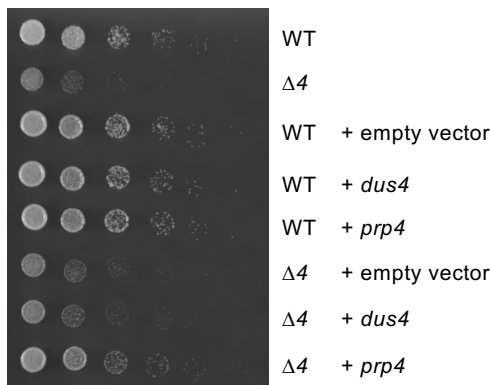 WT
Δ4
WT + empty vector
WT + dus4
WT + prp4
Δ4 + empty vector
Δ4 + dus4
Δ4 + prp4